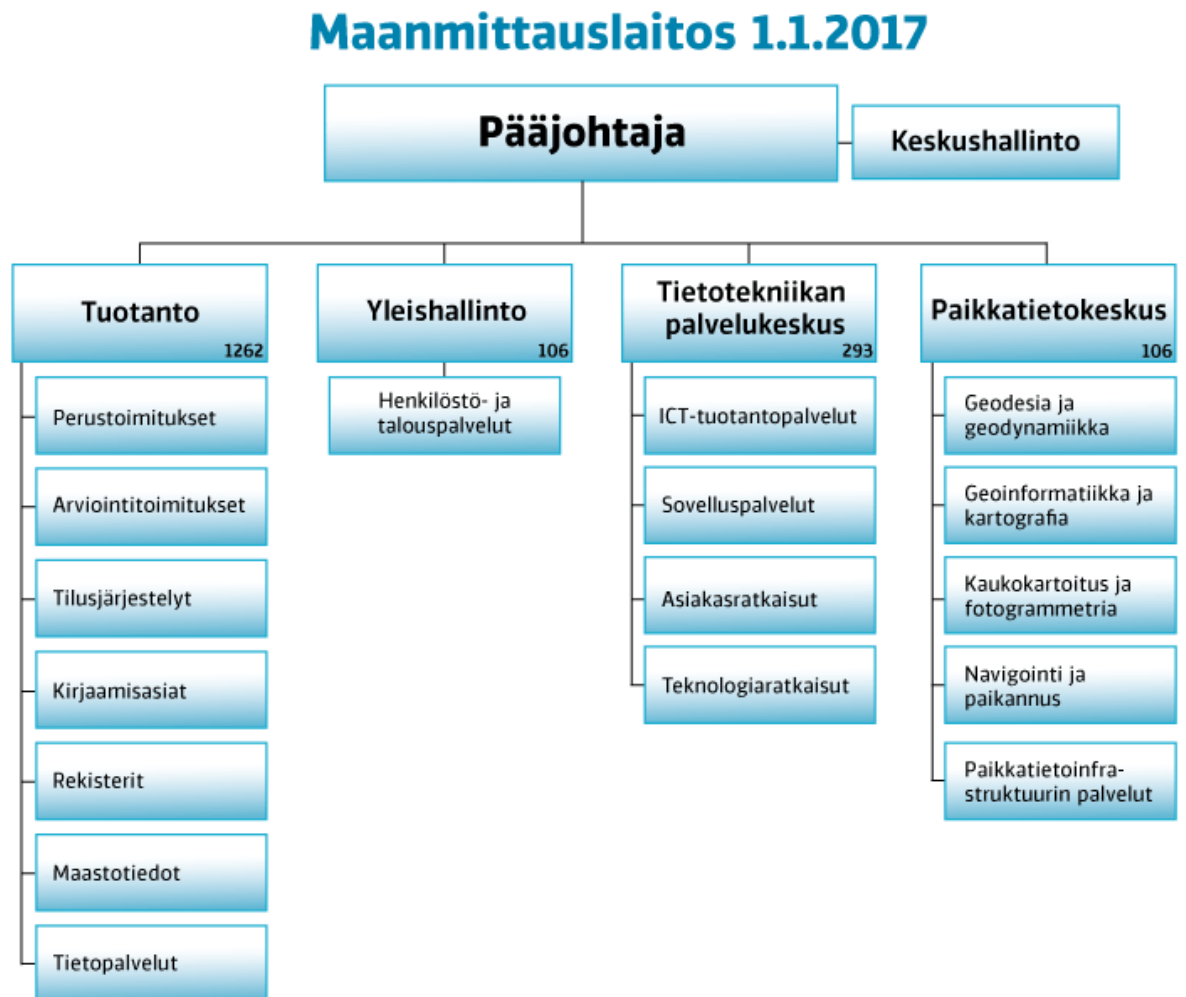 Maanmittauslaitos 1.1.2017
Pääjohtaja
Keskushallinto
Tuotanto
1262
Perustoimitukset
Arviointitoimitukset
Tilusjärjestelyt
Kirjaamisasiat
Rekisterit
Maastotiedot
Tietopalvelut
Yleishallinto
106
Henkilöstö- ja
talouspalvelut
Tietotekniikan
palvelukeskus
293
ICT-tuotantopalvelut
Sovelluspalvelut
Asiakasratkaisut
Teknologiaratkaisut
Paikkatietokeskus
106
Geodesia ja
geodynamiikka
Geoinformatiikka ja
kartografia
Kaukokartoitus ja
fotogrammetria
Navigointi ja
paikannus
Paikkatietoinfra-
struktuurin palvelut